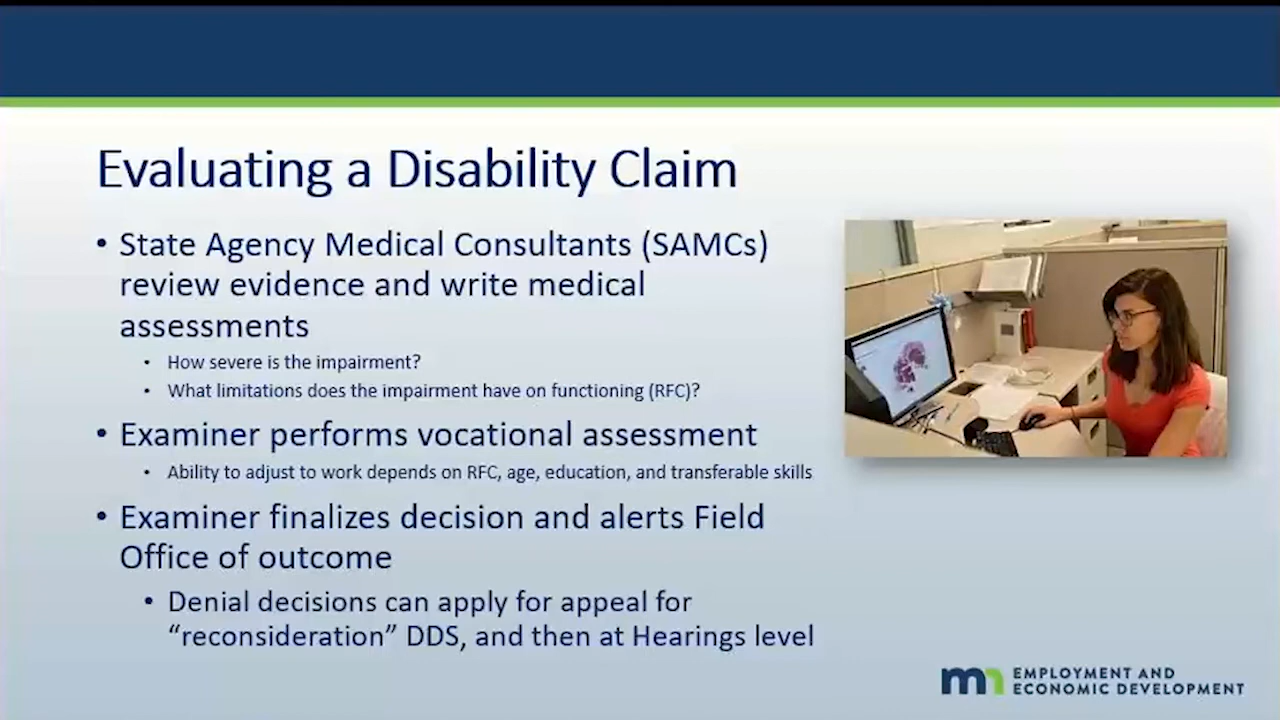 Evaluating a Disability Claim
• State Agency Medical Consultants (SAMCs)
review evidence and write medical
assessments
• How severe is the impairment?
• What limitations does the impairment have on functioning (RFC)?
• Examiner performs vocational assessment
• Ability to adjust to work depends on RFC, age, education, and transferable skills
• Examiner finalizes decision and alerts Field
Office of outcome
• Denial decisions can apply for appeal for
“reconsideration” DDS, and then at Hearings level
mn EMPLOYMENT AND
ECONOMIC DEVELOPMENT